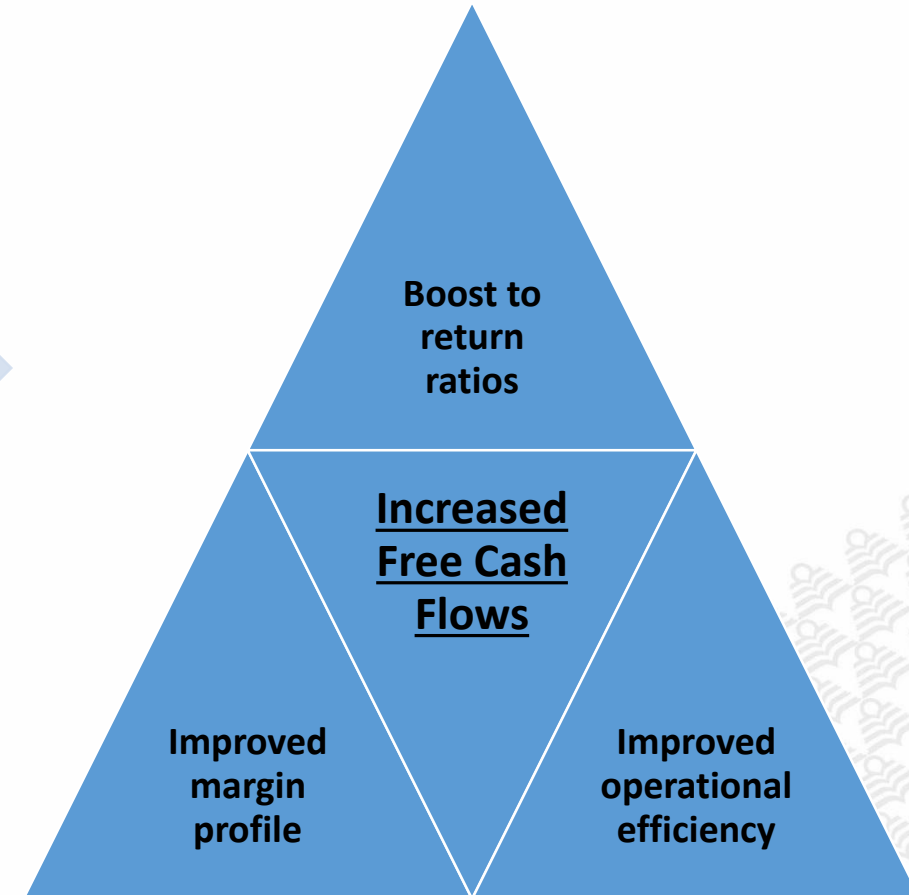 Boost to
return
ratios
Increased
Free Cash
Flows
Improved
margin
profile
Improved
operational
efficiency